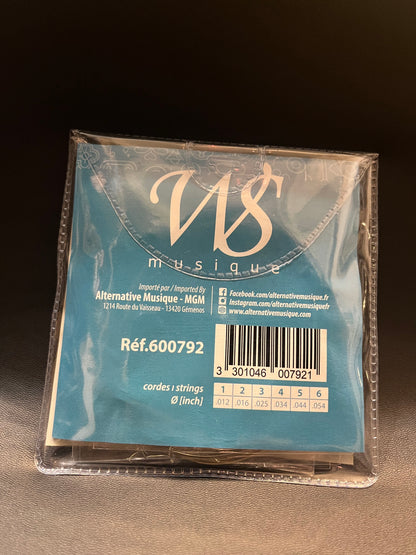 WS
musique
Importé par / Imported By
Alternative Musique - MGM
1214 Route du Vaisseau - 13420 Gémenos
Facebook.com/alternativemusique.fr
Instagram.com/alternativemusiquefr
www.alternativemusique.com
Réf.600792
3 301046 007921
cordes ı strings
Ø [inch]
1 2 3 4 5 6
.012 .016 .025 .034 .044 .054